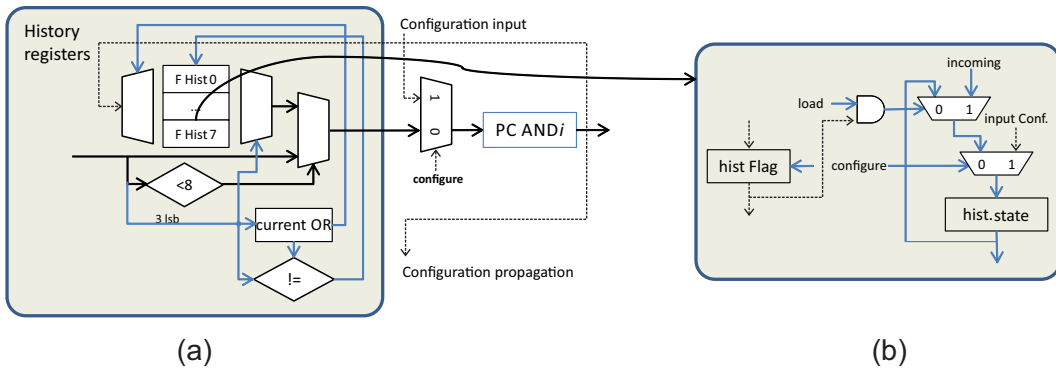 History
registers
F Hist 0
...
F Hist 7
<8
3 lsb
current OR
!=
Configuration input
1
0
configure
PC ANDi
Configuration propagation
(a)
incoming
load
0 1
input Conf.
hist Flag
configure
0 1
hist.state
(b)